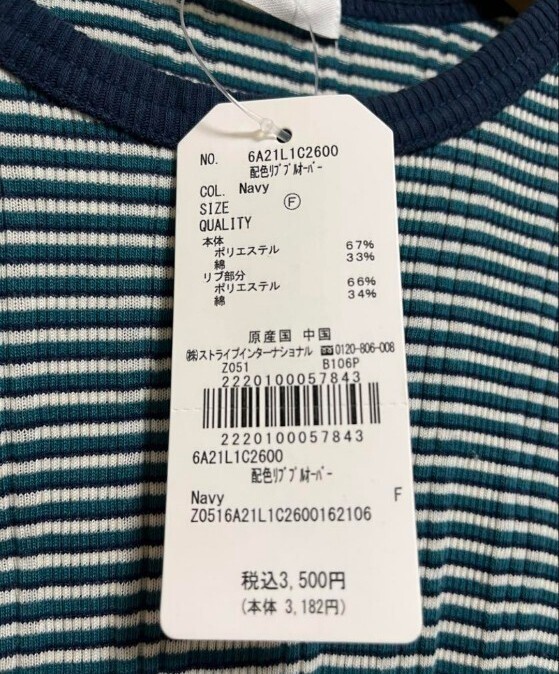 NO. 6A21L1C2600
配色リブプルオーバー
COL. Navy
SIZE Ⓕ
QUALITY
本体
ポリエステル 67%
綿 33%
リブ部分
ポリエステル 66%
綿 34%
原産国 中国
㈱ストライプインターナショナル ☎0120-806-008
Z051 B106P
2220100057843
2220100057843
6A21L1C2600
配色リブプルオーバー
Navy F
Z0516A21L1C2600162106
税込3,500円
(本体 3,182円)